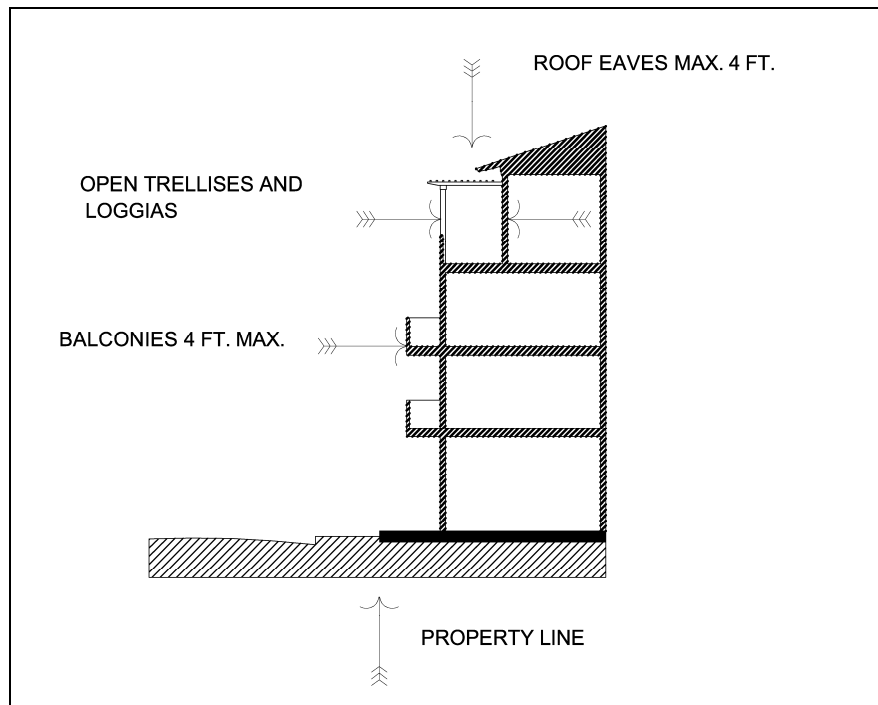 ROOF EAVES MAX. 4 FT.
OPEN TRELLISES AND
LOGGIAS
BALCONIES 4 FT. MAX.
PROPERTY LINE